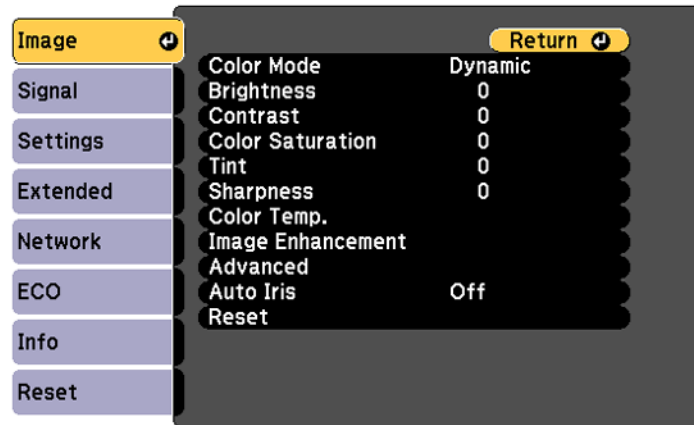 Image
Signal
Settings
Extended
Network
ECO
Info
Reset
Return
Color Mode Dynamic
Brightness 0
Contrast 0
Color Saturation 0
Tint 0
Sharpness 0
Color Temp.
Image Enhancement
Advanced
Auto Iris Off
Reset